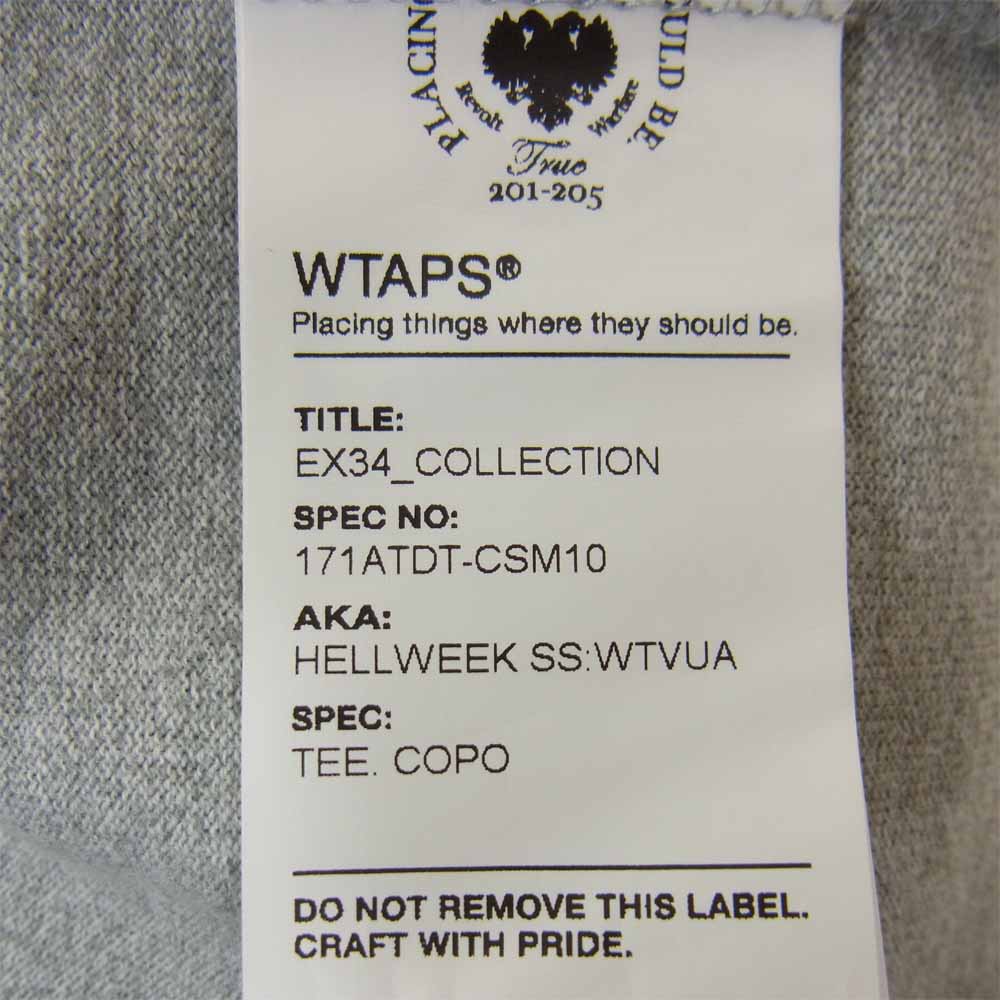 PLACING
ULD BE.
Revolt Warfare
True
201-205
WTAPS®
Placing things where they should be.
TITLE:
EX34_COLLECTION
SPEC NO:
171ATDT-CSM10
AKA:
HELLWEEK SS:WTVUA
SPEC:
TEE. COPO
DO NOT REMOVE THIS LABEL.
CRAFT WITH PRIDE.